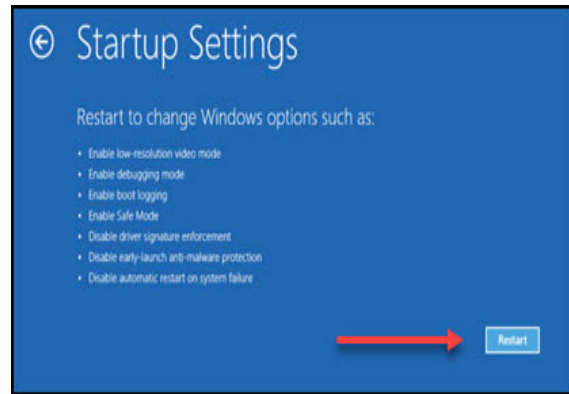 Startup Settings
Restart to change Windows options such as:
• Enable low-resolution video mode
• Enable debugging mode
• Enable boot logging
• Enable Safe Mode
• Disable driver signature enforcement
• Disable early-launch anti-malware protection
• Disable automatic restart on system failure
Restart